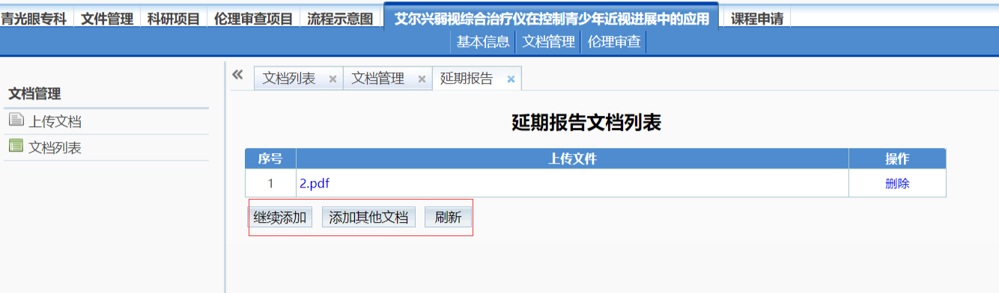 青光眼专科 文件管理 科研项目 伦理审查项目 流程示意图 艾尔兴弱视综合治疗仪在控制青少年近视进展中的应用 课程申请
基本信息 文档管理 伦理审查
文档管理
上传文档
文档列表
文档列表 文档管理 延期报告
延期报告文档列表
序号 上传文件 操作
1 2.pdf 删除
继续添加 添加其他文档 刷新